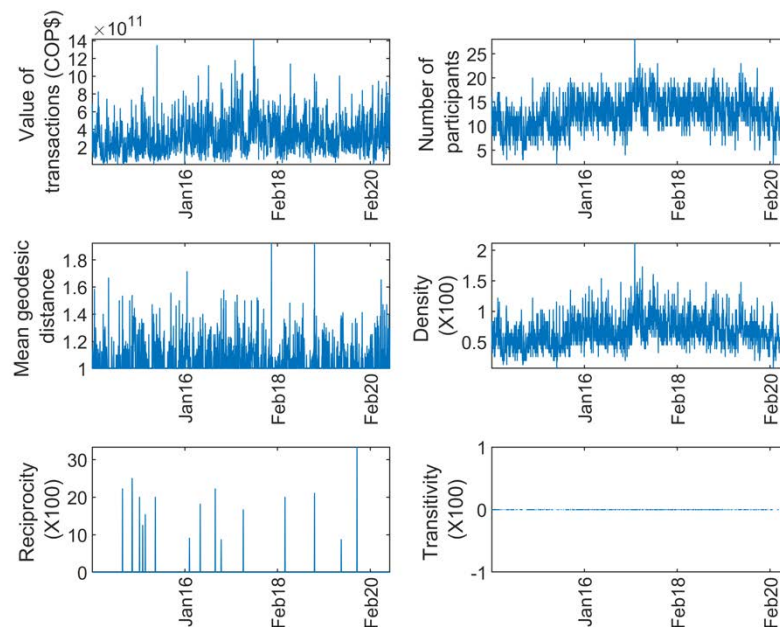 ×10^11
Value of
transactions (COP$)
14
12
10
8
6
4
2
Jan16
Feb18
Feb20
Number of
participants
25
20
15
10
5
Jan16
Feb18
Feb20
Mean geodesic
distance
1.8
1.6
1.4
1.2
1
Jan16
Feb18
Feb20
Density
(X100)
2
1.5
1
0.5
Jan16
Feb18
Feb20
Reciprocity
(X100)
30
20
10
0
Jan16
Feb18
Feb20
Transitivity
(X100)
1
0
-1
Jan16
Feb18
Feb20